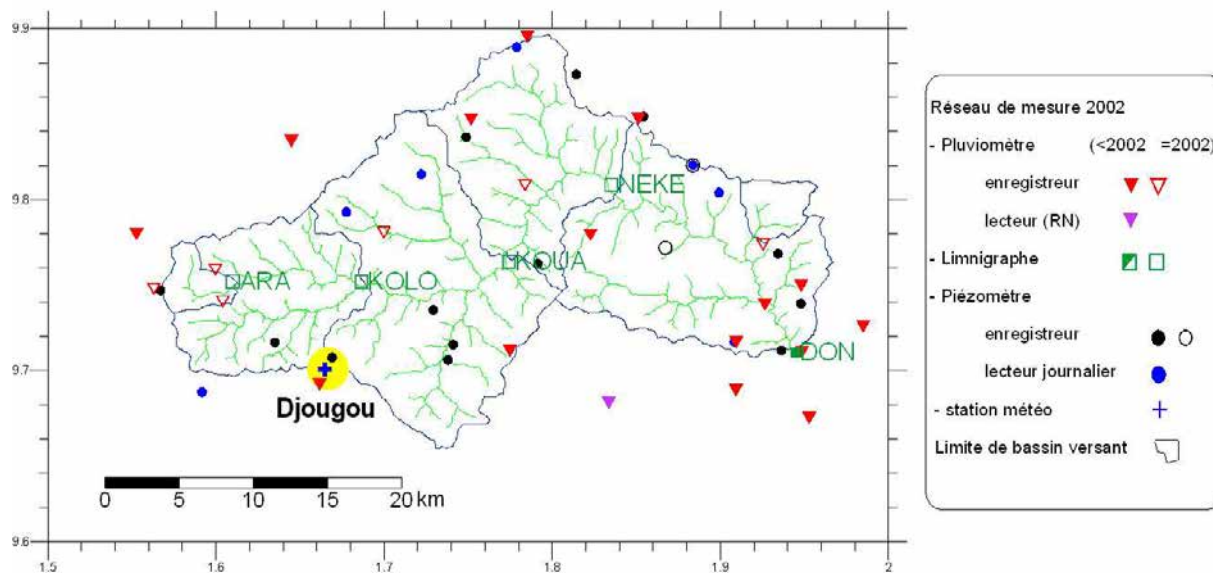 9.9
9.8
9.7
9.6
1.5
1.6
1.7
1.8
1.9
2
NEKE
KOUA
ARA
KOLO
DON
Djougou
0 5 10 15 20 km
Réseau de mesure 2002
- Pluviomètre (<2002 =2002)
enregistreur
lecteur (RN)
- Limnigraphe
- Piézomètre
enregistreur
lecteur journalier
- station météo
Limite de bassin versant